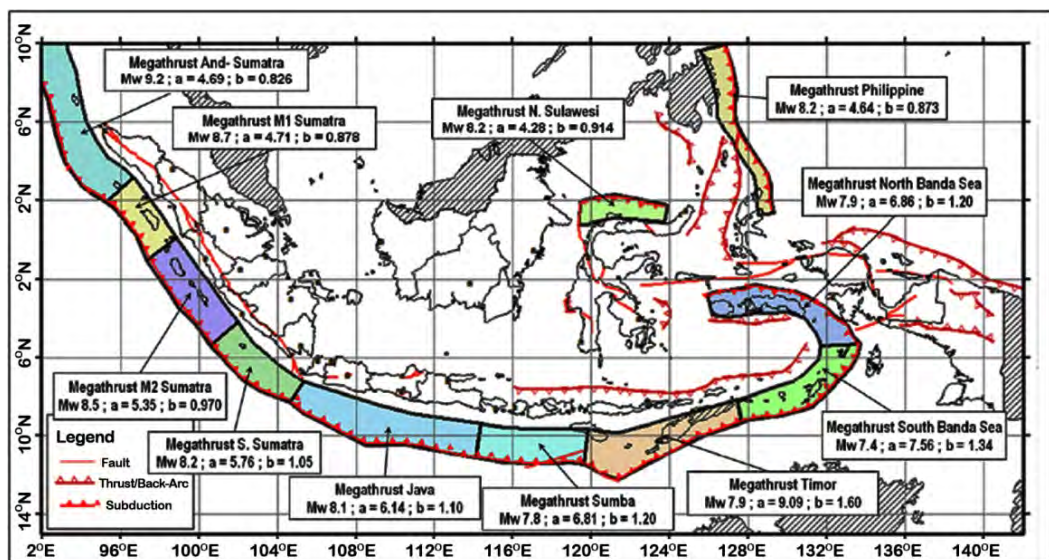 10°N
6°N
2°N
2°S
6°S
10°S
14°S
Megathrust And- Sumatra
Mw 9.2 ; a = 4.69 ; b = 0.826
Megathrust M1 Sumatra
Mw 8.7 ; a = 4.71 ; b = 0.878
Megathrust N. Sulawesi
Mw 8.2 ; a = 4.28 ; b = 0.914
Megathrust Philippine
Mw 8.2 ; a = 4.64 ; b = 0.873
Megathrust North Banda Sea
Mw 7.9 ; a = 6.86 ; b = 1.20
Megathrust M2 Sumatra
Mw 8.5 ; a = 5.35 ; b = 0.970
Megathrust S. Sumatra
Mw 8.2 ; a = 5.76 ; b = 1.05
Megathrust Java
Mw 8.1 ; a = 6.14 ; b = 1.10
Megathrust Sumba
Mw 7.8 ; a = 6.81 ; b = 1.20
Megathrust Timor
Mw 7.9 ; a = 9.09 ; b = 1.60
Megathrust South Banda Sea
Mw 7.4 ; a = 7.56 ; b = 1.34
Legend
Fault
Thrust/Back-Arc
Subduction
2°E 96°E 100°E 104°E 108°E 112°E 116°E 120°E 124°E 128°E 132°E 136°E 140°E